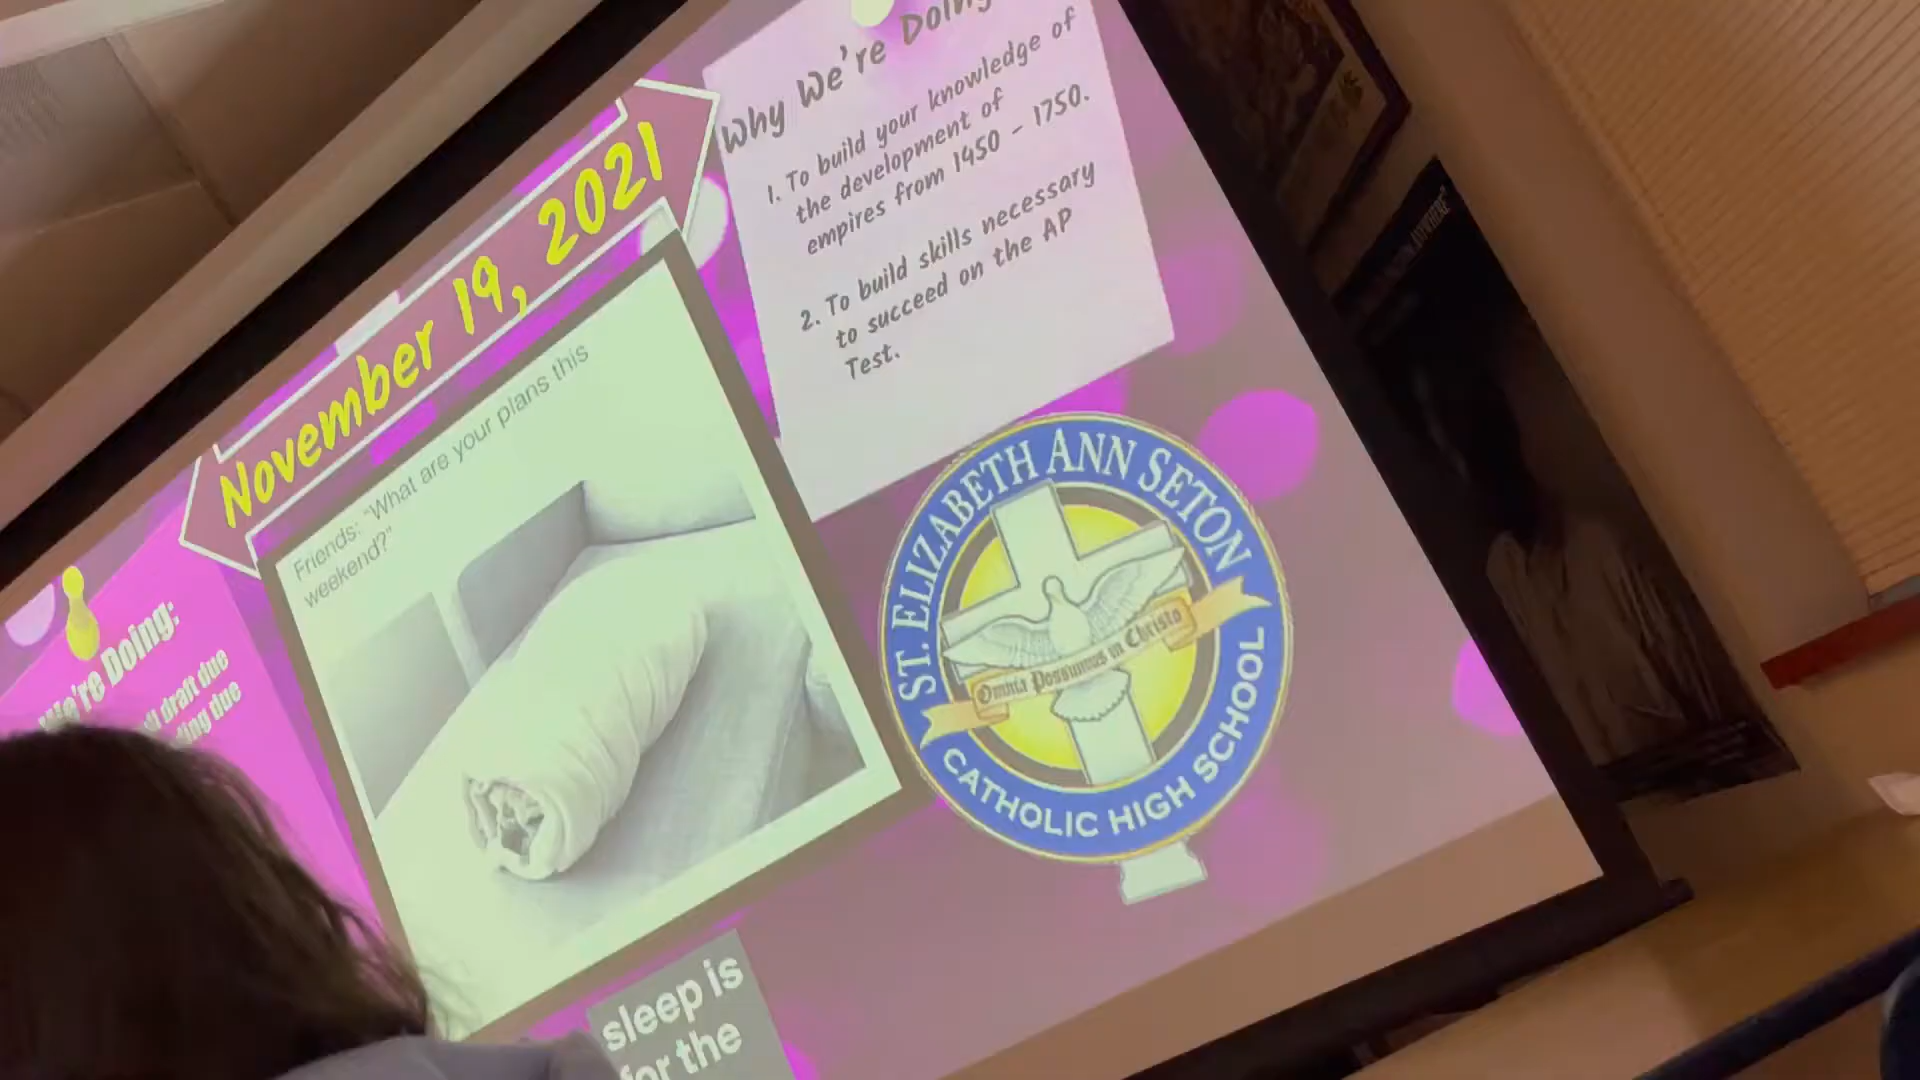 November 19, 2021
Why We're Doing
1. To build your knowledge of
the development of
empires from 1450 - 1750.
2. To build skills necessary
to succeed on the AP
Test.
Friends: "What are your plans this
weekend?"
We're Doing:
draft due
due
ST. ELIZABETH ANN SETON
CATHOLIC HIGH SCHOOL
Omnia Possumus in Christo
sleep is
for the